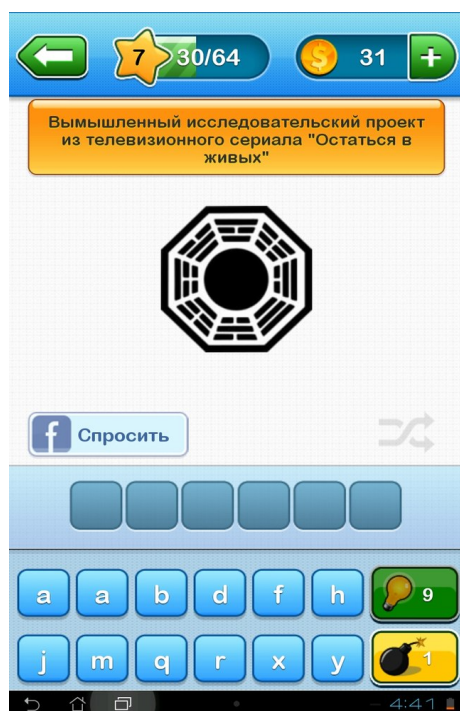 7 30/64 31 +
Вымышленный исследовательский проект
из телевизионного сериала "Остаться в
живых"
f Спросить
a a b d f h 9
j m q r x y 1
4:41